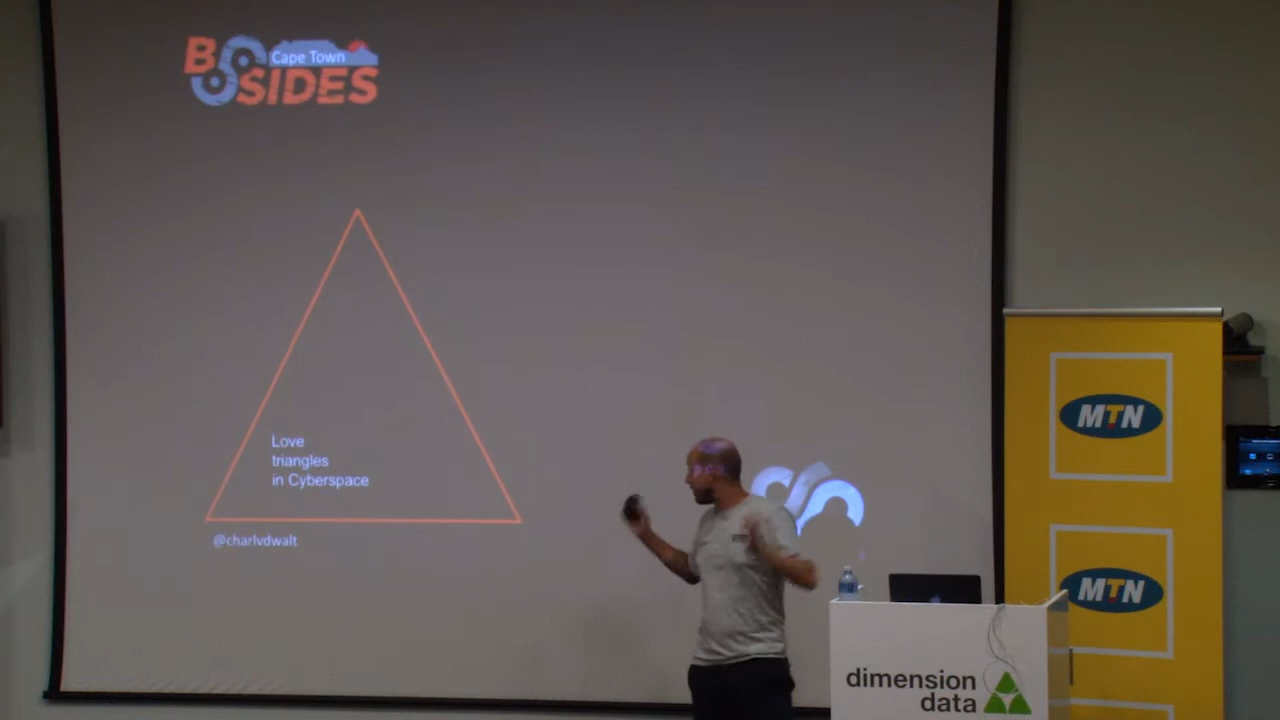 B SIDES
Cape Town
Love
triangles
in Cyberspace
@charlvdwalt
MTN
MTN
dimension
data